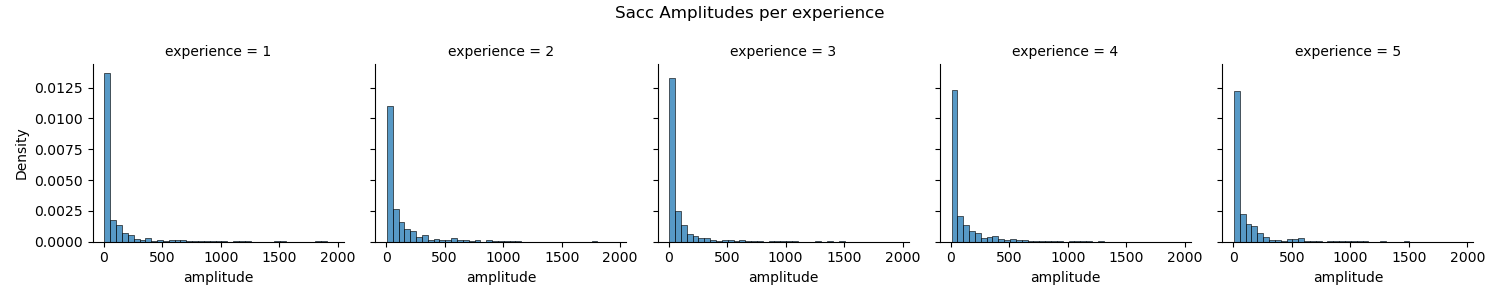 Sacc Amplitudes per experience
experience = 1
experience = 2
experience = 3
experience = 4
experience = 5
0.0125
0.0100
0.0075
0.0050
0.0025
0.0000
Density
0 500 1000 1500 2000
0 500 1000 1500 2000
0 500 1000 1500 2000
0 500 1000 1500 2000
0 500 1000 1500 2000
amplitude
amplitude
amplitude
amplitude
amplitude